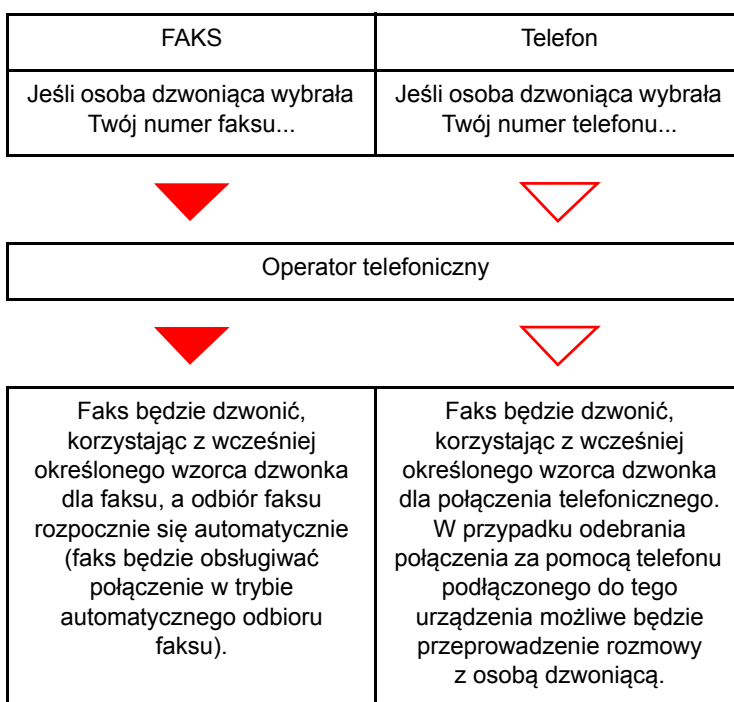 FAKS
Telefon
Jeśli osoba dzwoniąca wybrała
Twój numer faksu...
Jeśli osoba dzwoniąca wybrała
Twój numer telefonu...
Operator telefoniczny
Faks będzie dzwonić,
korzystając z wcześniej
określonego wzorca dzwonka
dla faksu, a odbiór faksu
rozpocznie się automatycznie
(faks będzie obsługiwać
połączenie w trybie
automatycznego odbioru
faksu).
Faks będzie dzwonić,
korzystając z wcześniej
określonego wzorca dzwonka
dla połączenia telefonicznego.
W przypadku odebrania
połączenia za pomocą telefonu
podłączonego do tego
urządzenia możliwe będzie
przeprowadzenie rozmowy
z osobą dzwoniącą.